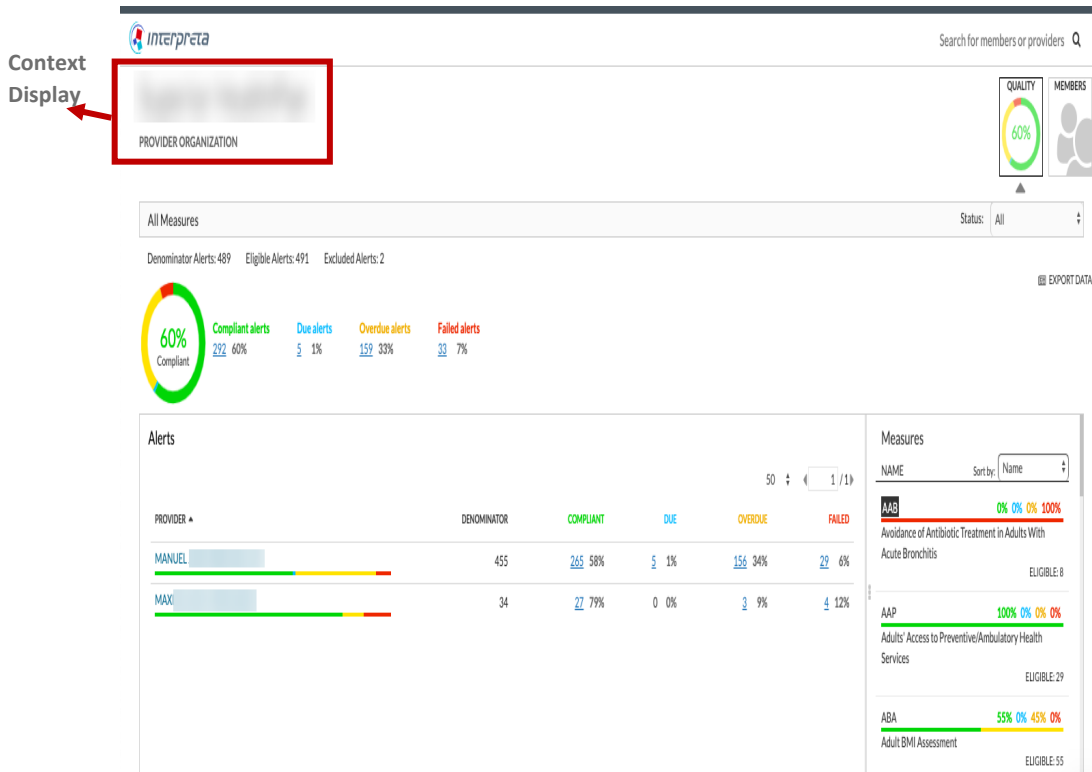 interpreta
Search for members or providers
Context
Display
PROVIDER ORGANIZATION
QUALITY
60%
MEMBERS
All Measures
Status: All
Denominator Alerts: 489 Eligible Alerts: 491 Excluded Alerts: 2
EXPORT DATA
60%
Compliant
Compliant alerts Due alerts Overdue alerts Failed alerts
292 60% 5 1% 159 33% 33 7%
Alerts
50 1 /1
PROVIDER DENOMINATOR COMPLIANT DUE OVERDUE FAILED
MANUEL 455 265 58% 5 1% 156 34% 29 6%
34 27 79% 0 0% 3 9% 4 12%
Measures
NAME Sort by: Name
AAB 0% 0% 0% 100%
Avoidance of Antibiotic Treatment in Adults With
Acute Bronchitis
ELIGIBLE: 8
AAP 100% 0% 0% 0%
Adults' Access to Preventive/Ambulatory Health
Services
ELIGIBLE: 29
ABA 55% 0% 45% 0%
Adult BMI Assessment
ELIGIBLE: 55